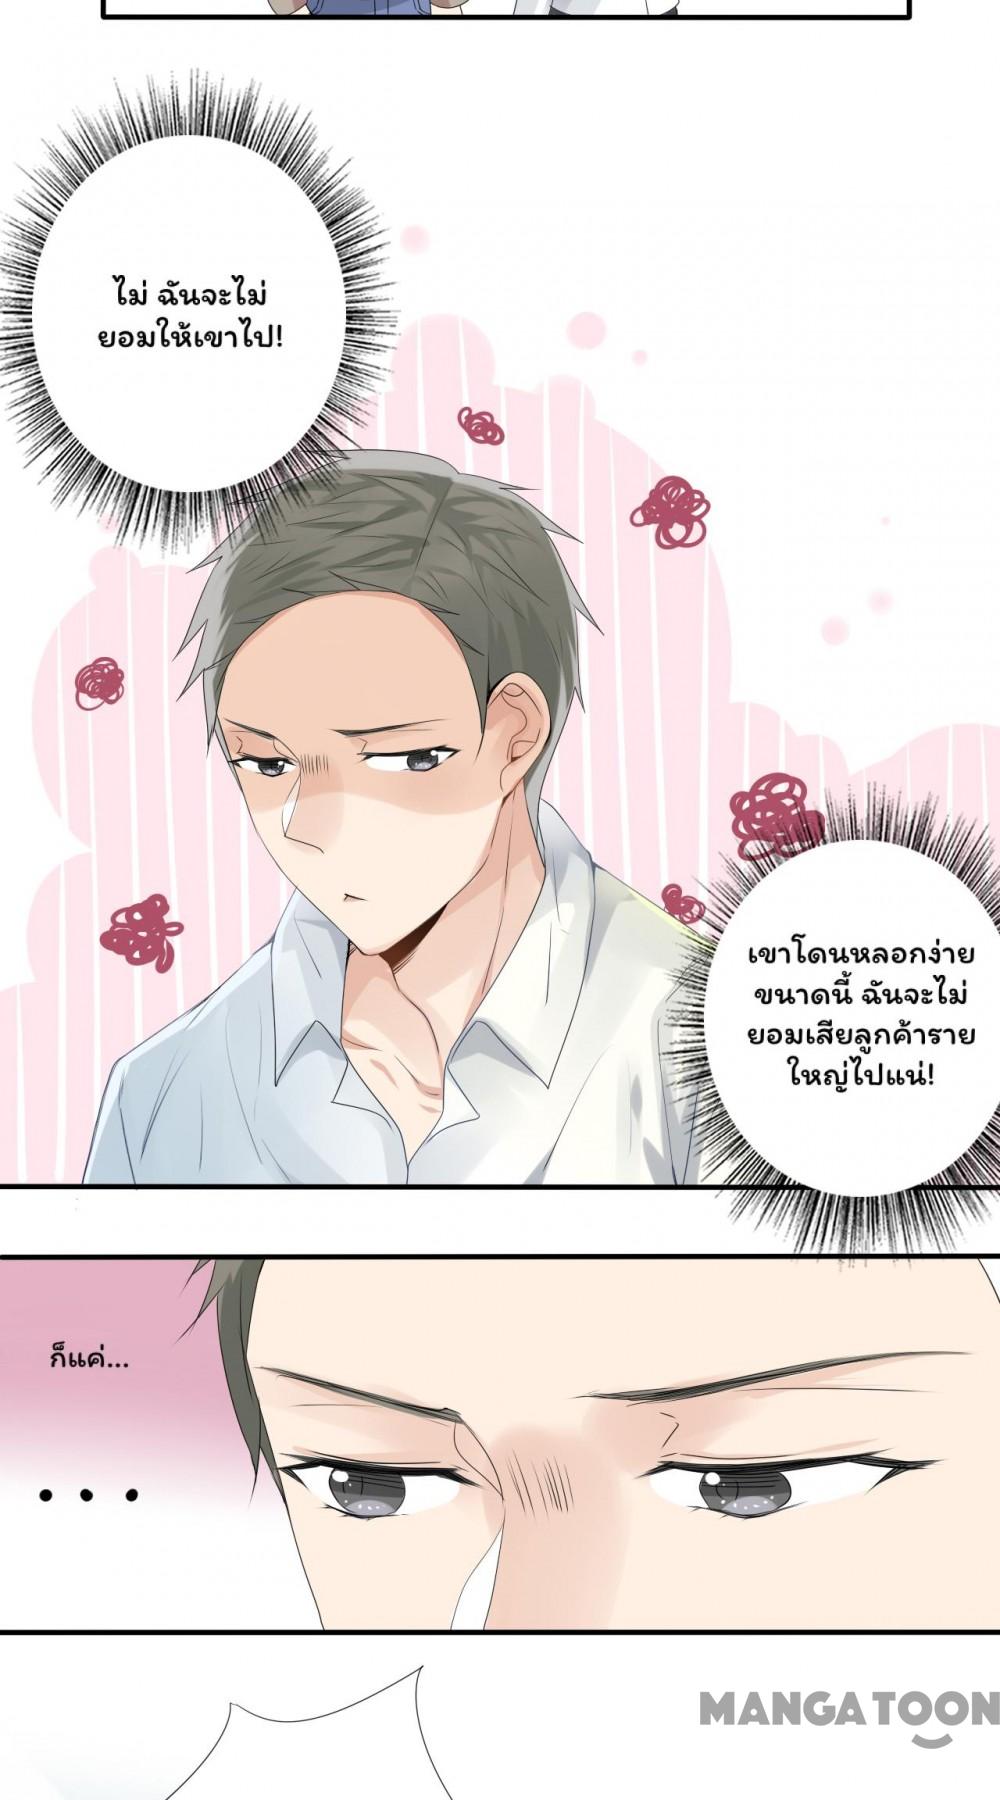 ไม่ ฉันจะไม่
ยอมให้เขาไป!
เขาโดนหลอกง่าย
ขนาดนี้ ฉันจะไม่
ยอมเสียลูกค้าราย
ใหญ่ไปแน่!
ก็แค่...
...
MANGATOON